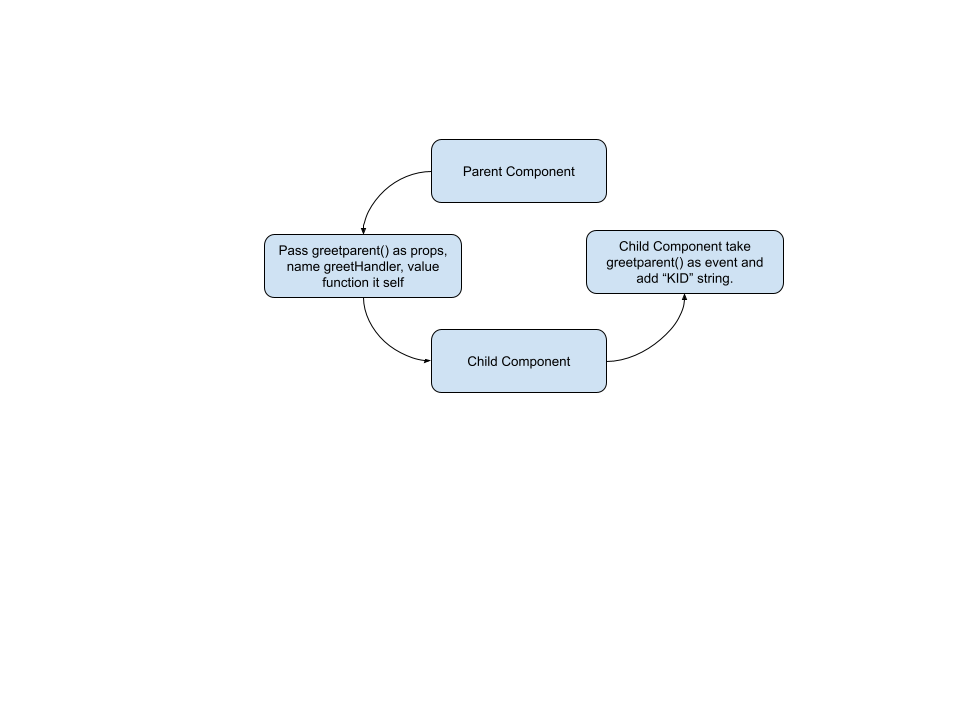 Parent Component
Pass greetparent() as props,
name greetHandler, value
function it self
Child Component take
greetparent() as event and
add “KID” string.
Child Component